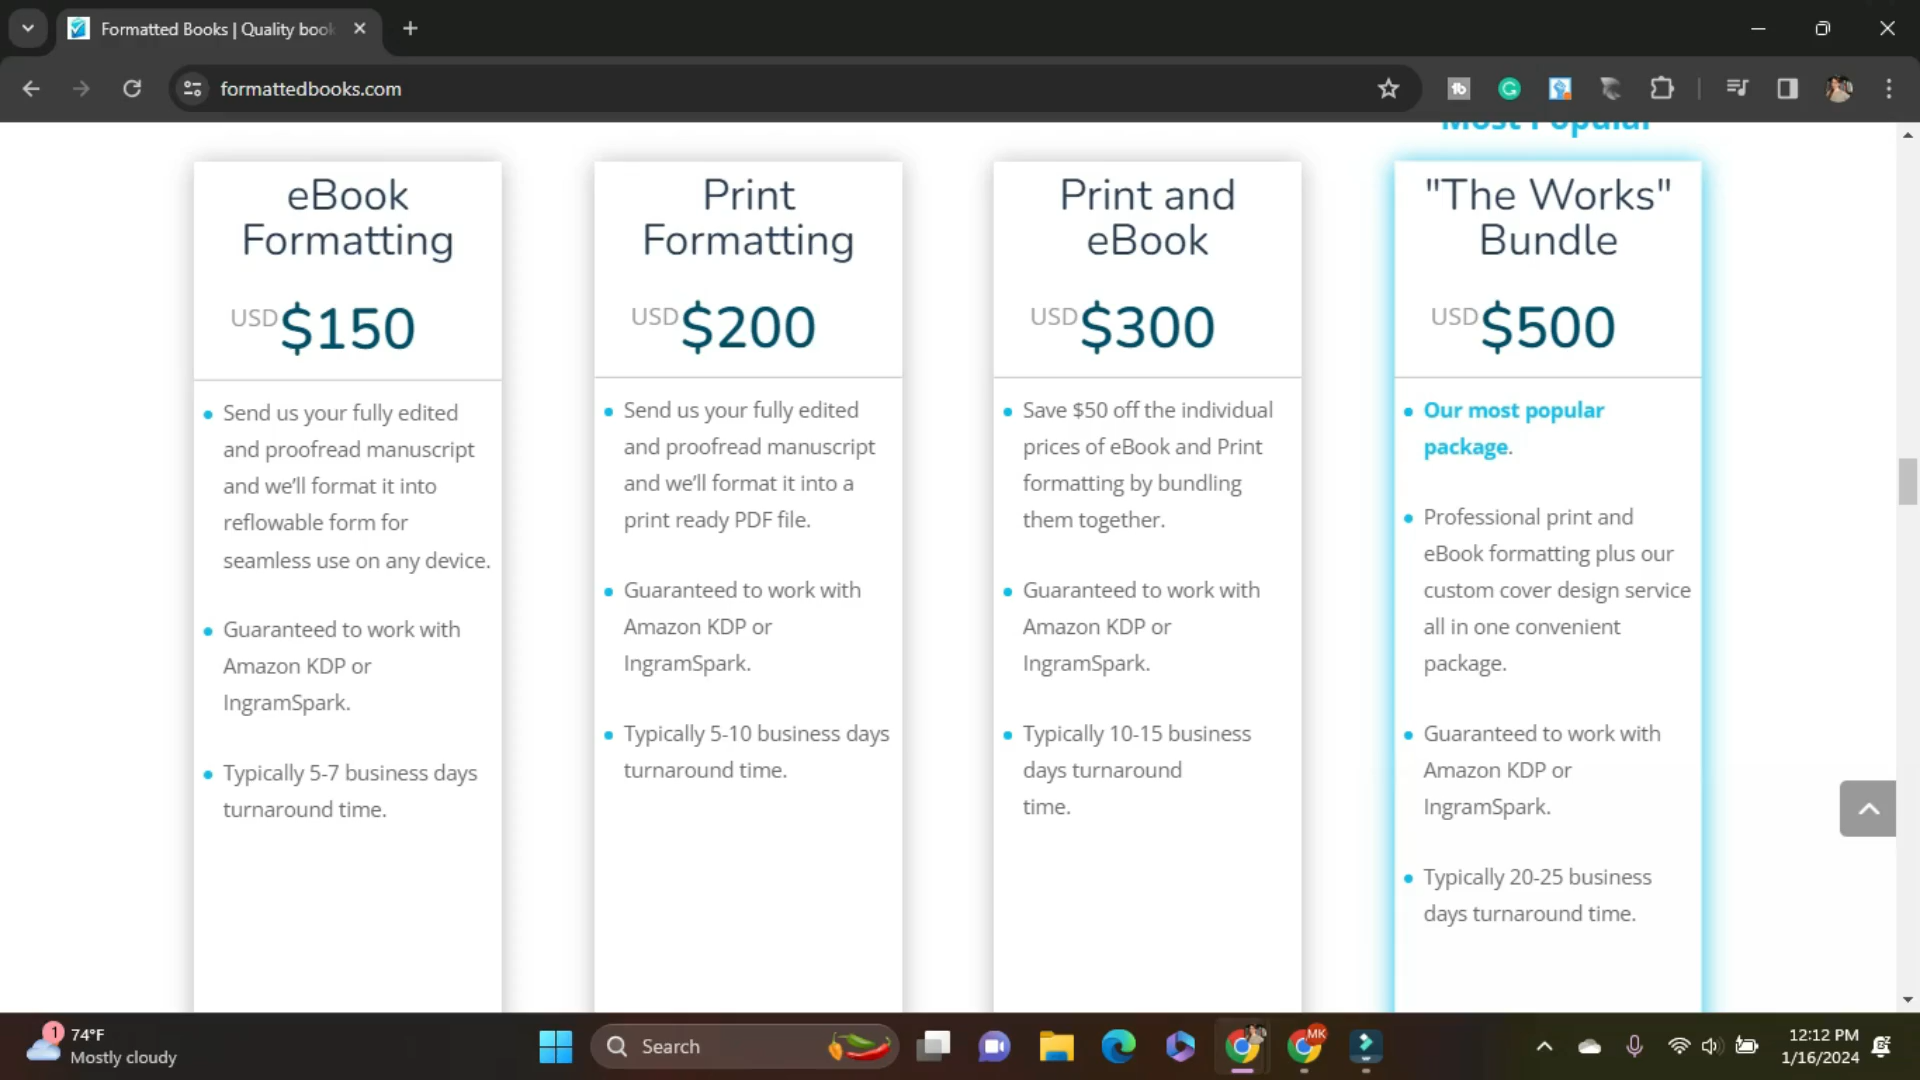 Formatted Books | Quality boo
formattedbooks.com
Most Popular
eBook
Formatting
USD $150
Send us your fully edited
and proofread manuscript
and we’ll format it into
reflowable form for
seamless use on any device.
Guaranteed to work with
Amazon KDP or
IngramSpark.
Typically 5-7 business days
turnaround time.
Print
Formatting
USD $200
Send us your fully edited
and proofread manuscript
and we’ll format it into a
print ready PDF file.
Guaranteed to work with
Amazon KDP or
IngramSpark.
Typically 5-10 business days
turnaround time.
Print and
eBook
USD $300
Save $50 off the individual
prices of eBook and Print
formatting by bundling
them together.
Guaranteed to work with
Amazon KDP or
IngramSpark.
Typically 10-15 business
days turnaround
time.
"The Works"
Bundle
USD $500
Our most popular
package.
Professional print and
eBook formatting plus our
custom cover design service
all in one convenient
package.
Guaranteed to work with
Amazon KDP or
IngramSpark.
Typically 20-25 business
days turnaround time.
1
74°F
Mostly cloudy
Search
MK
12:12 PM
1/16/2024